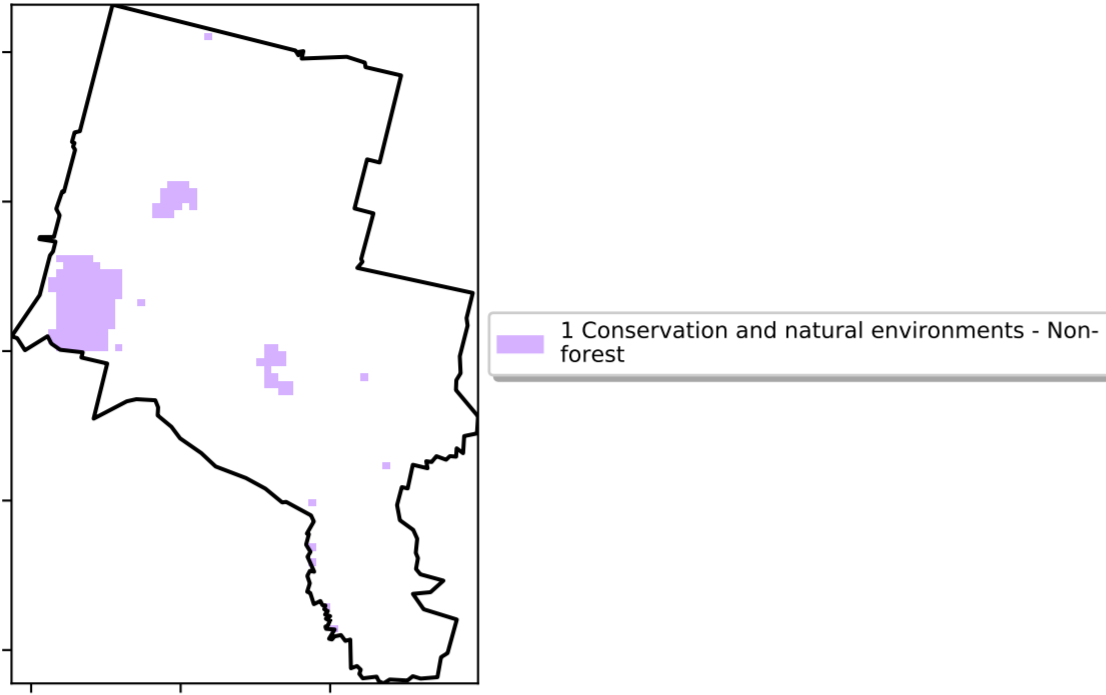 1 Conservation and natural environments - Non-
forest